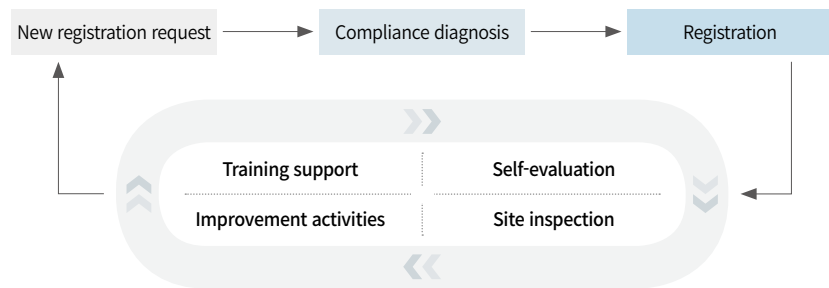 New registration request
Compliance diagnosis
Registration
Training support
Self-evaluation
Improvement activities
Site inspection